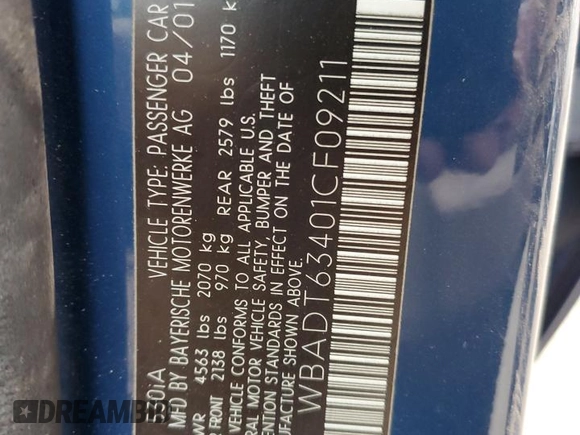 VEHICLE TYPE: PASSENGER CAR
MFD BY BAYERISCHE MOTORENWERKE AG 04/01
4563 lbs 2070 kg
FRONT 2138 lbs 970 kg REAR 2579 lbs 1170
VEHICLE CONFORMS TO ALL APPLICABLE U.S.
MOTOR VEHICLE SAFETY, BUMPER AND THEFT
STANDARDS IN EFFECT ON THE DATE OF
ABOVE.
WBADT63401CF09211